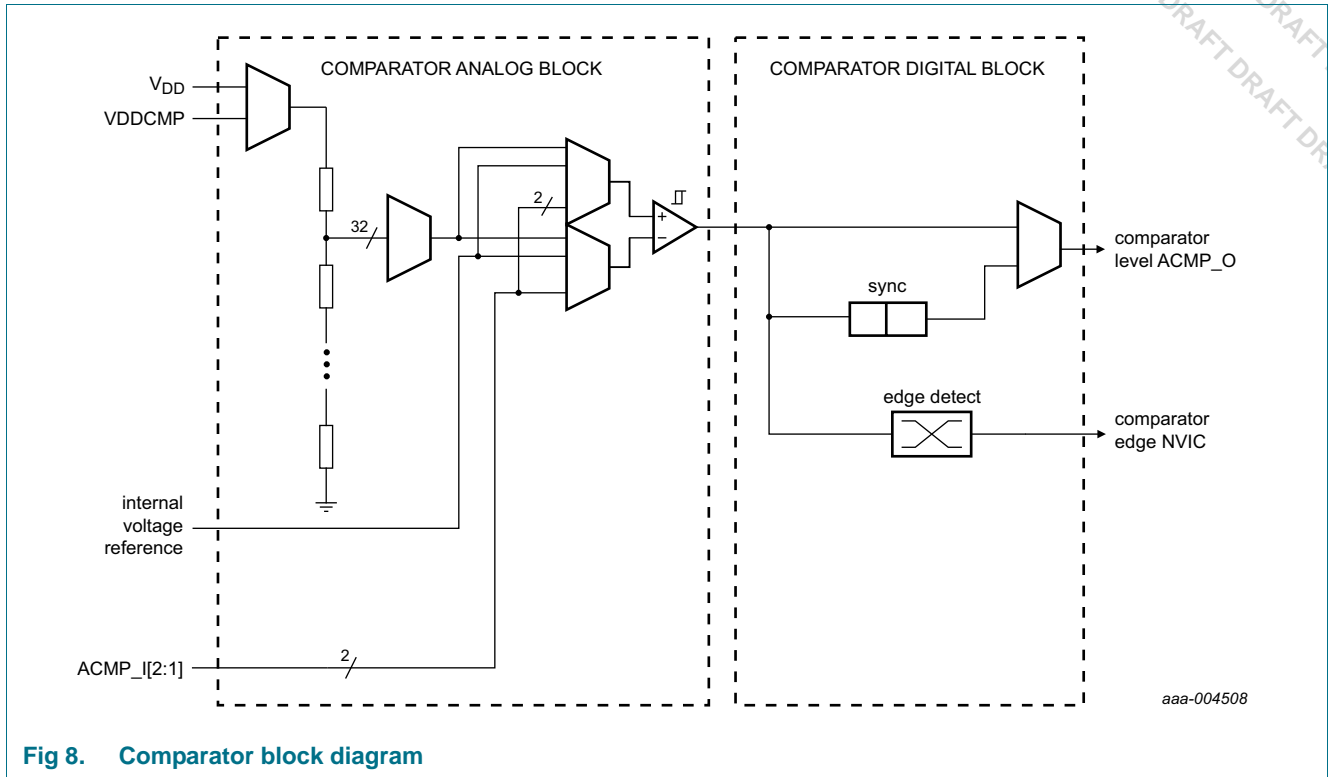 DRAFT DRAFT
DRAFT DRAFT
COMPARATOR ANALOG BLOCK
COMPARATOR DIGITAL BLOCK
VDD
VDDCMP
32
2
+
−
sync
edge detect
comparator
level ACMP_O
comparator
edge NVIC
internal
voltage
reference
ACMP_I[2:1]
2
aaa-004508
Fig 8. Comparator block diagram